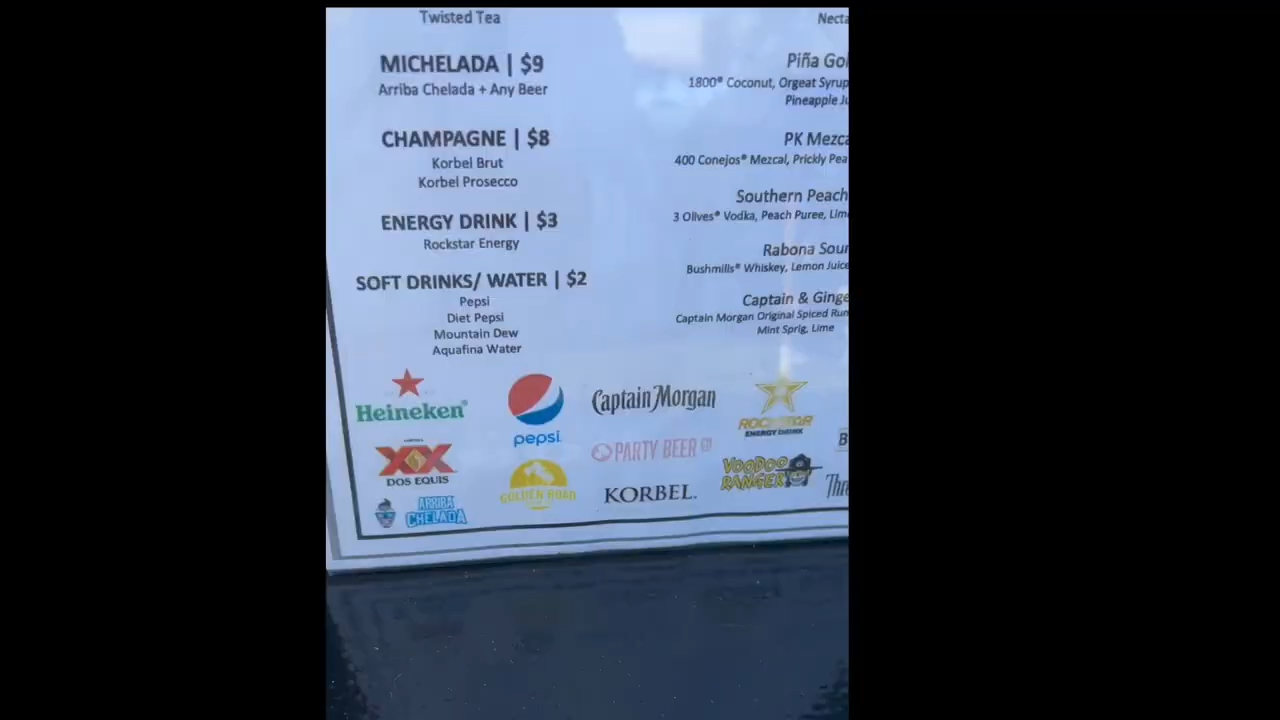 Twisted Tea
MICHELADA | $9
Arriba Chelada + Any Beer
CHAMPAGNE | $8
Korbel Brut
Korbel Prosecco
ENERGY DRINK | $3
Rockstar Energy
SOFT DRINKS/ WATER | $2
Pepsi
Diet Pepsi
Mountain Dew
Aquafina Water
Necta
Piña Gol
1800® Coconut, Orgeat Syrup
Pineapple Ju
PK Mezca
400 Conejos® Mezcal, Prickly Pea
Southern Peach
3 Olives® Vodka, Peach Puree, Lime
Rabona Sour
Bushmills® Whiskey, Lemon Juice
Captain & Ginge
Captain Morgan Original Spiced Rum
Mint Sprig, Lime
Heineken®
pepsi
Captain Morgan
ROCKSTAR
ENERGY DRINK
XX
DOS EQUIS
GOLDEN ROAD
PARTY BEER CO
VOODOO
RANGER
B
ARRIBA
CHELADA
KORBEL.
Thre